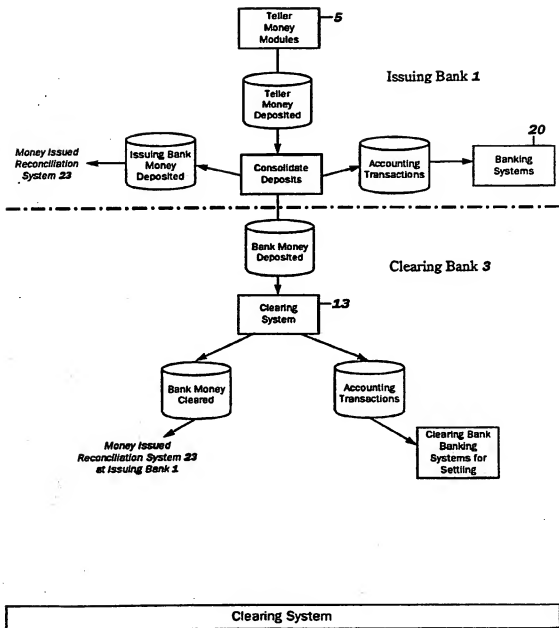 Teller
Money
Modules
5
Issuing Bank 1
Teller
Money
Deposited
20
Money Issued
Reconciliation
System 23
Issuing Bank
Money
Deposited
Consolidate
Deposits
Accounting
Transactions
Banking
Systems
Bank Money
Deposited
Clearing Bank 3
Clearing
System
13
Bank Money
Cleared
Accounting
Transactions
Money Issued
Reconciliation System 23
at Issuing Bank 1
Clearing Bank
Banking
Systems for
Settling
Clearing System